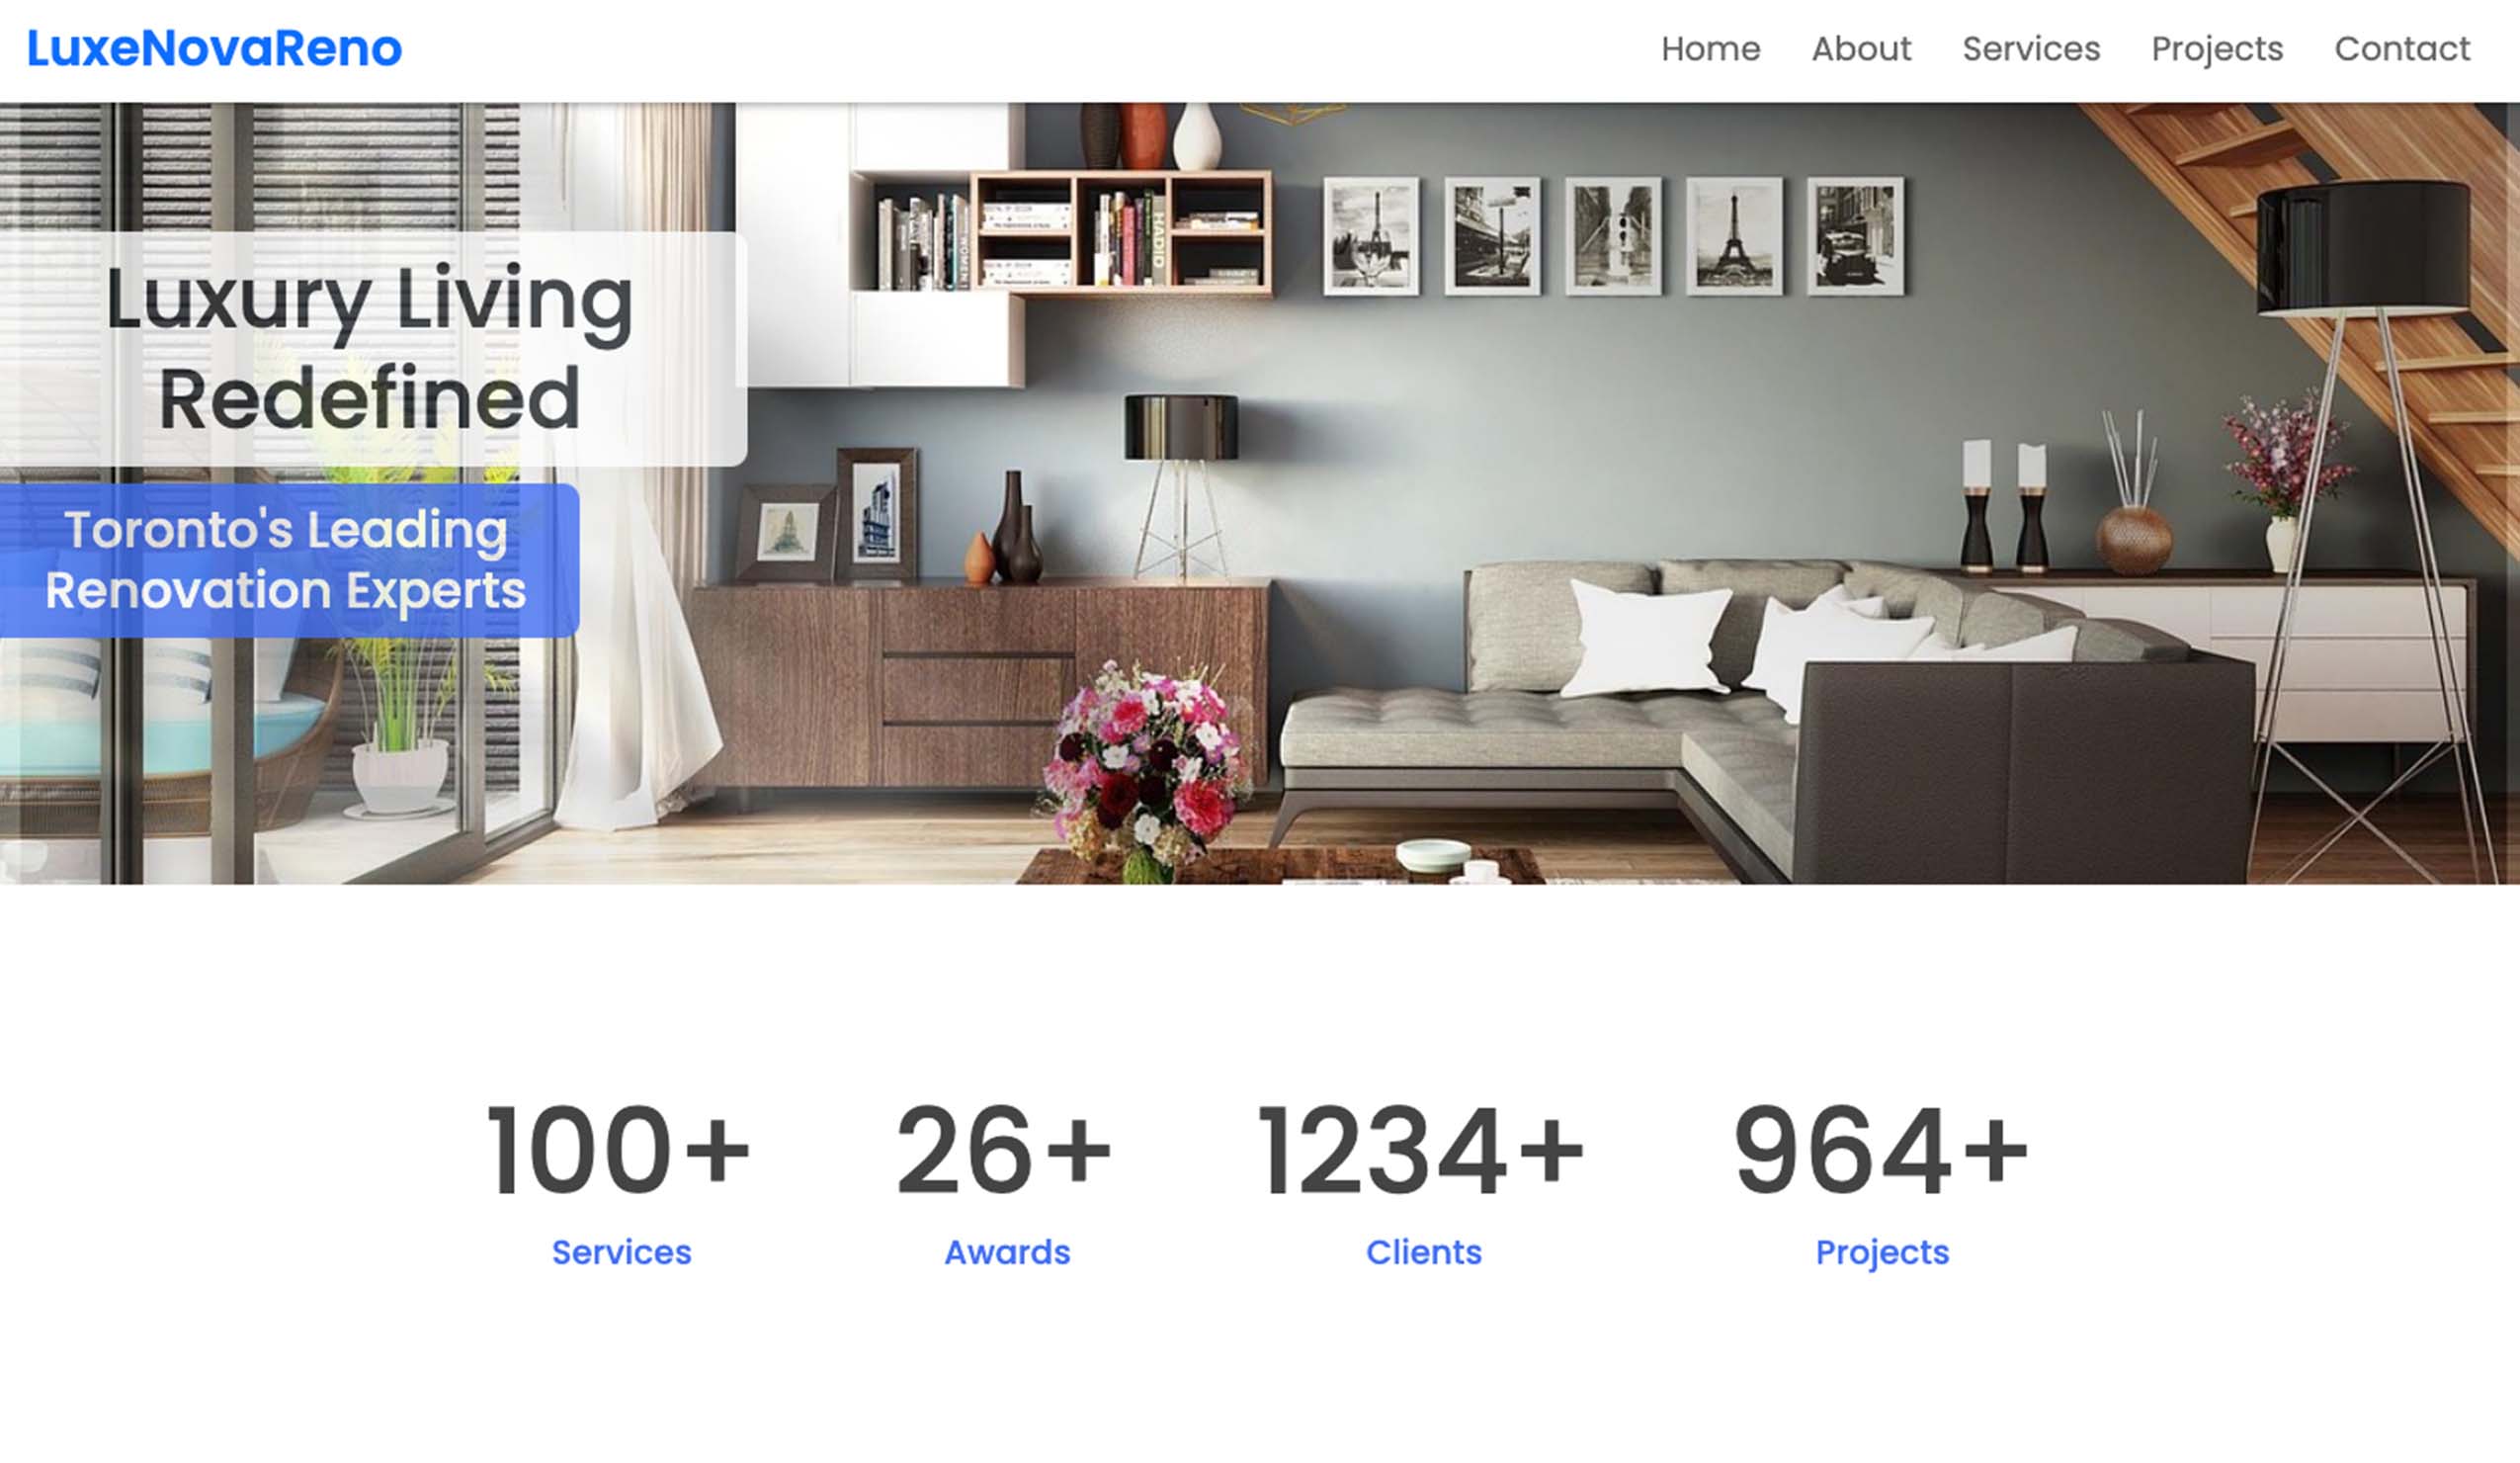 LuxeNovaReno
Home About Services Projects Contact
Luxury Living
Redefined
Toronto's Leading
Renovation Experts
100+ 26+ 1234+ 964+
Services Awards Clients Projects